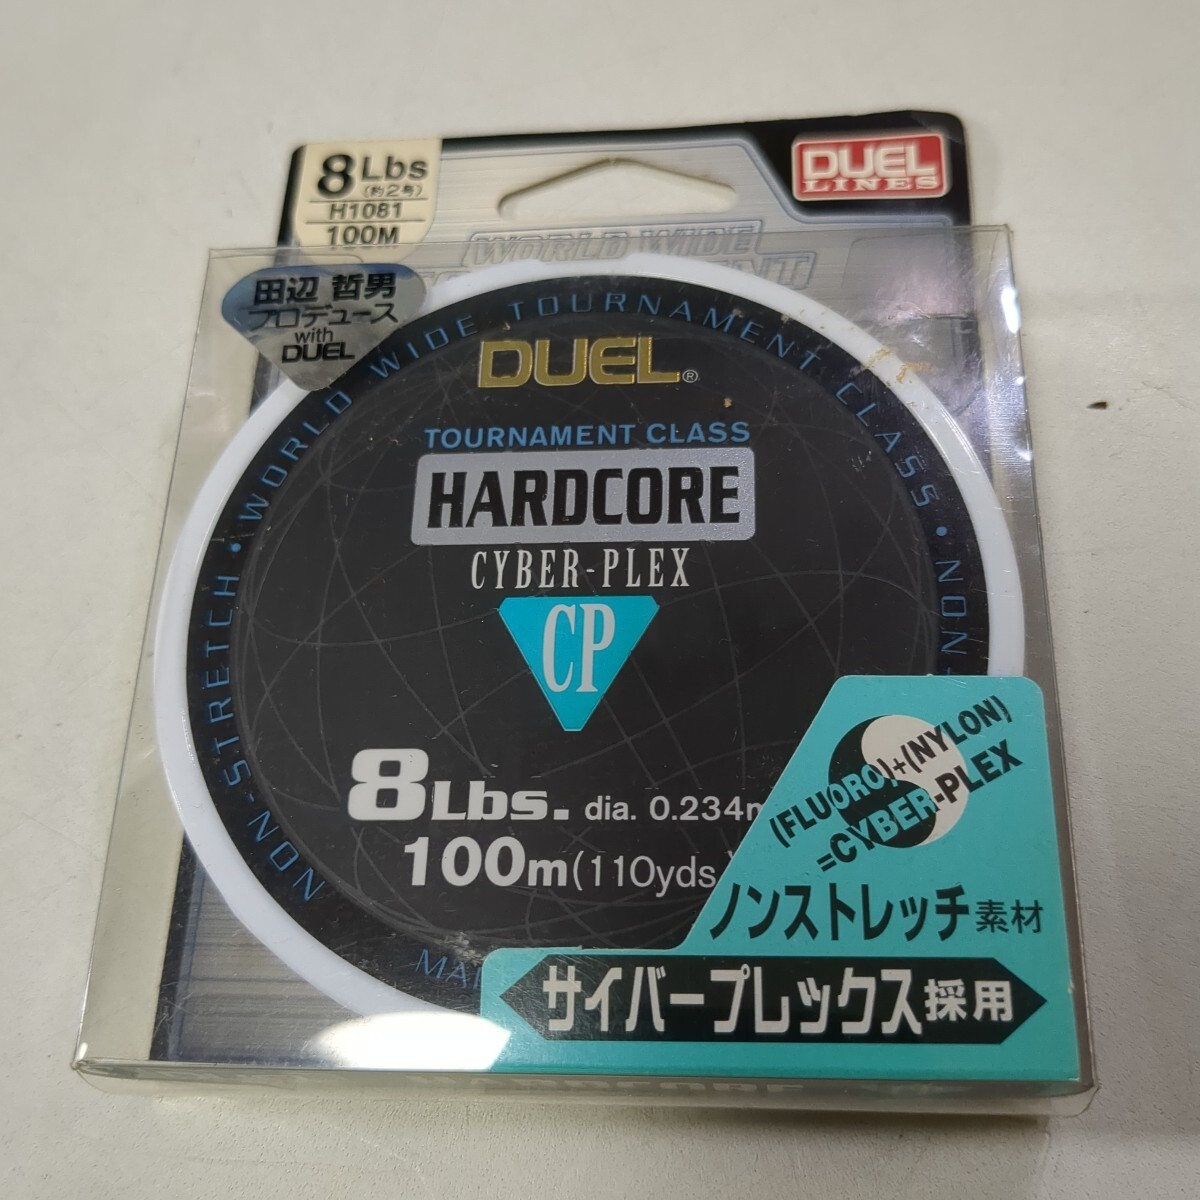 8Lbs
(約2号)
H1081
100M
DUEL
LINES
WORLD WIDE
田辺 哲男
プロデュース
with
DUEL
NON-STRETCH・WORLD WIDE TOURNAMENT CLASS・NON-
DUEL®
TOURNAMENT CLASS
HARDCORE
CYBER-PLEX
CP
8Lbs. dia. 0.234m
100m(110yds.)
(FLUORO)+(NYLON)
=CYBER-PLEX
ノンストレッチ素材
サイバープレックス採用
HARDCORE